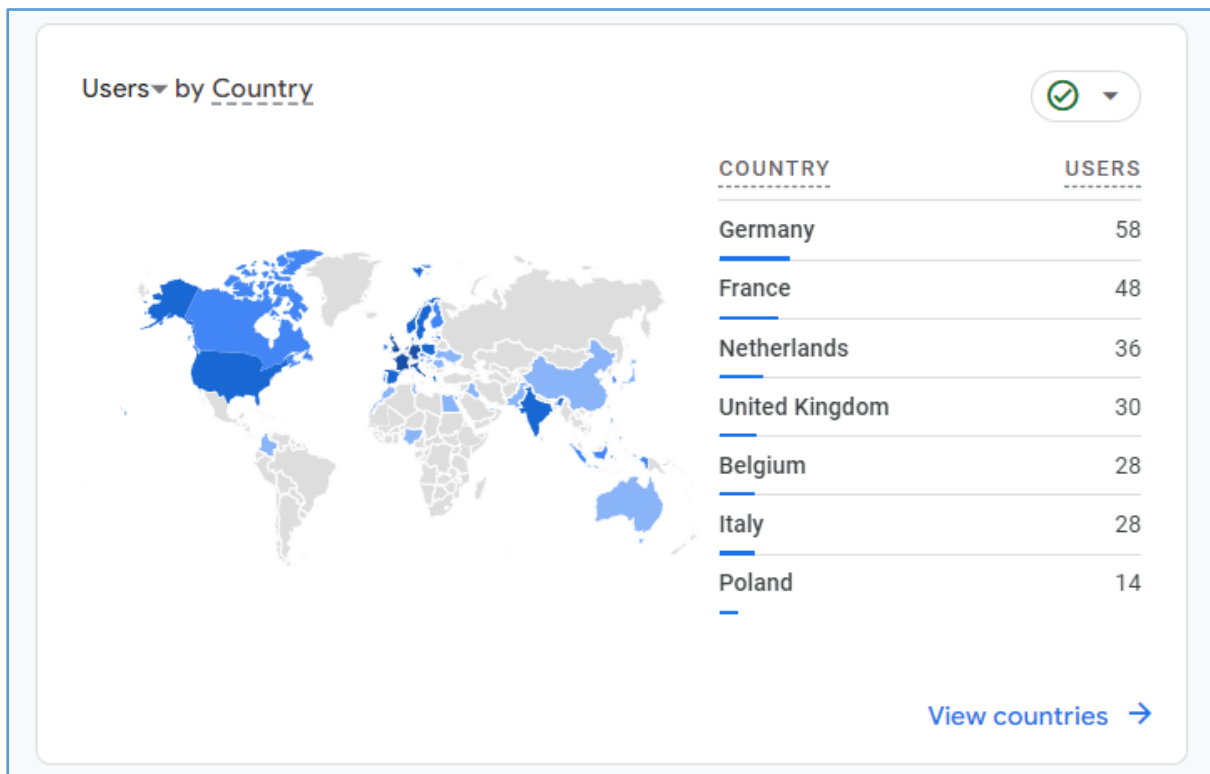 Users by Country
COUNTRY USERS
Germany 58
France 48
Netherlands 36
United Kingdom 30
Belgium 28
Italy 28
Poland 14
View countries